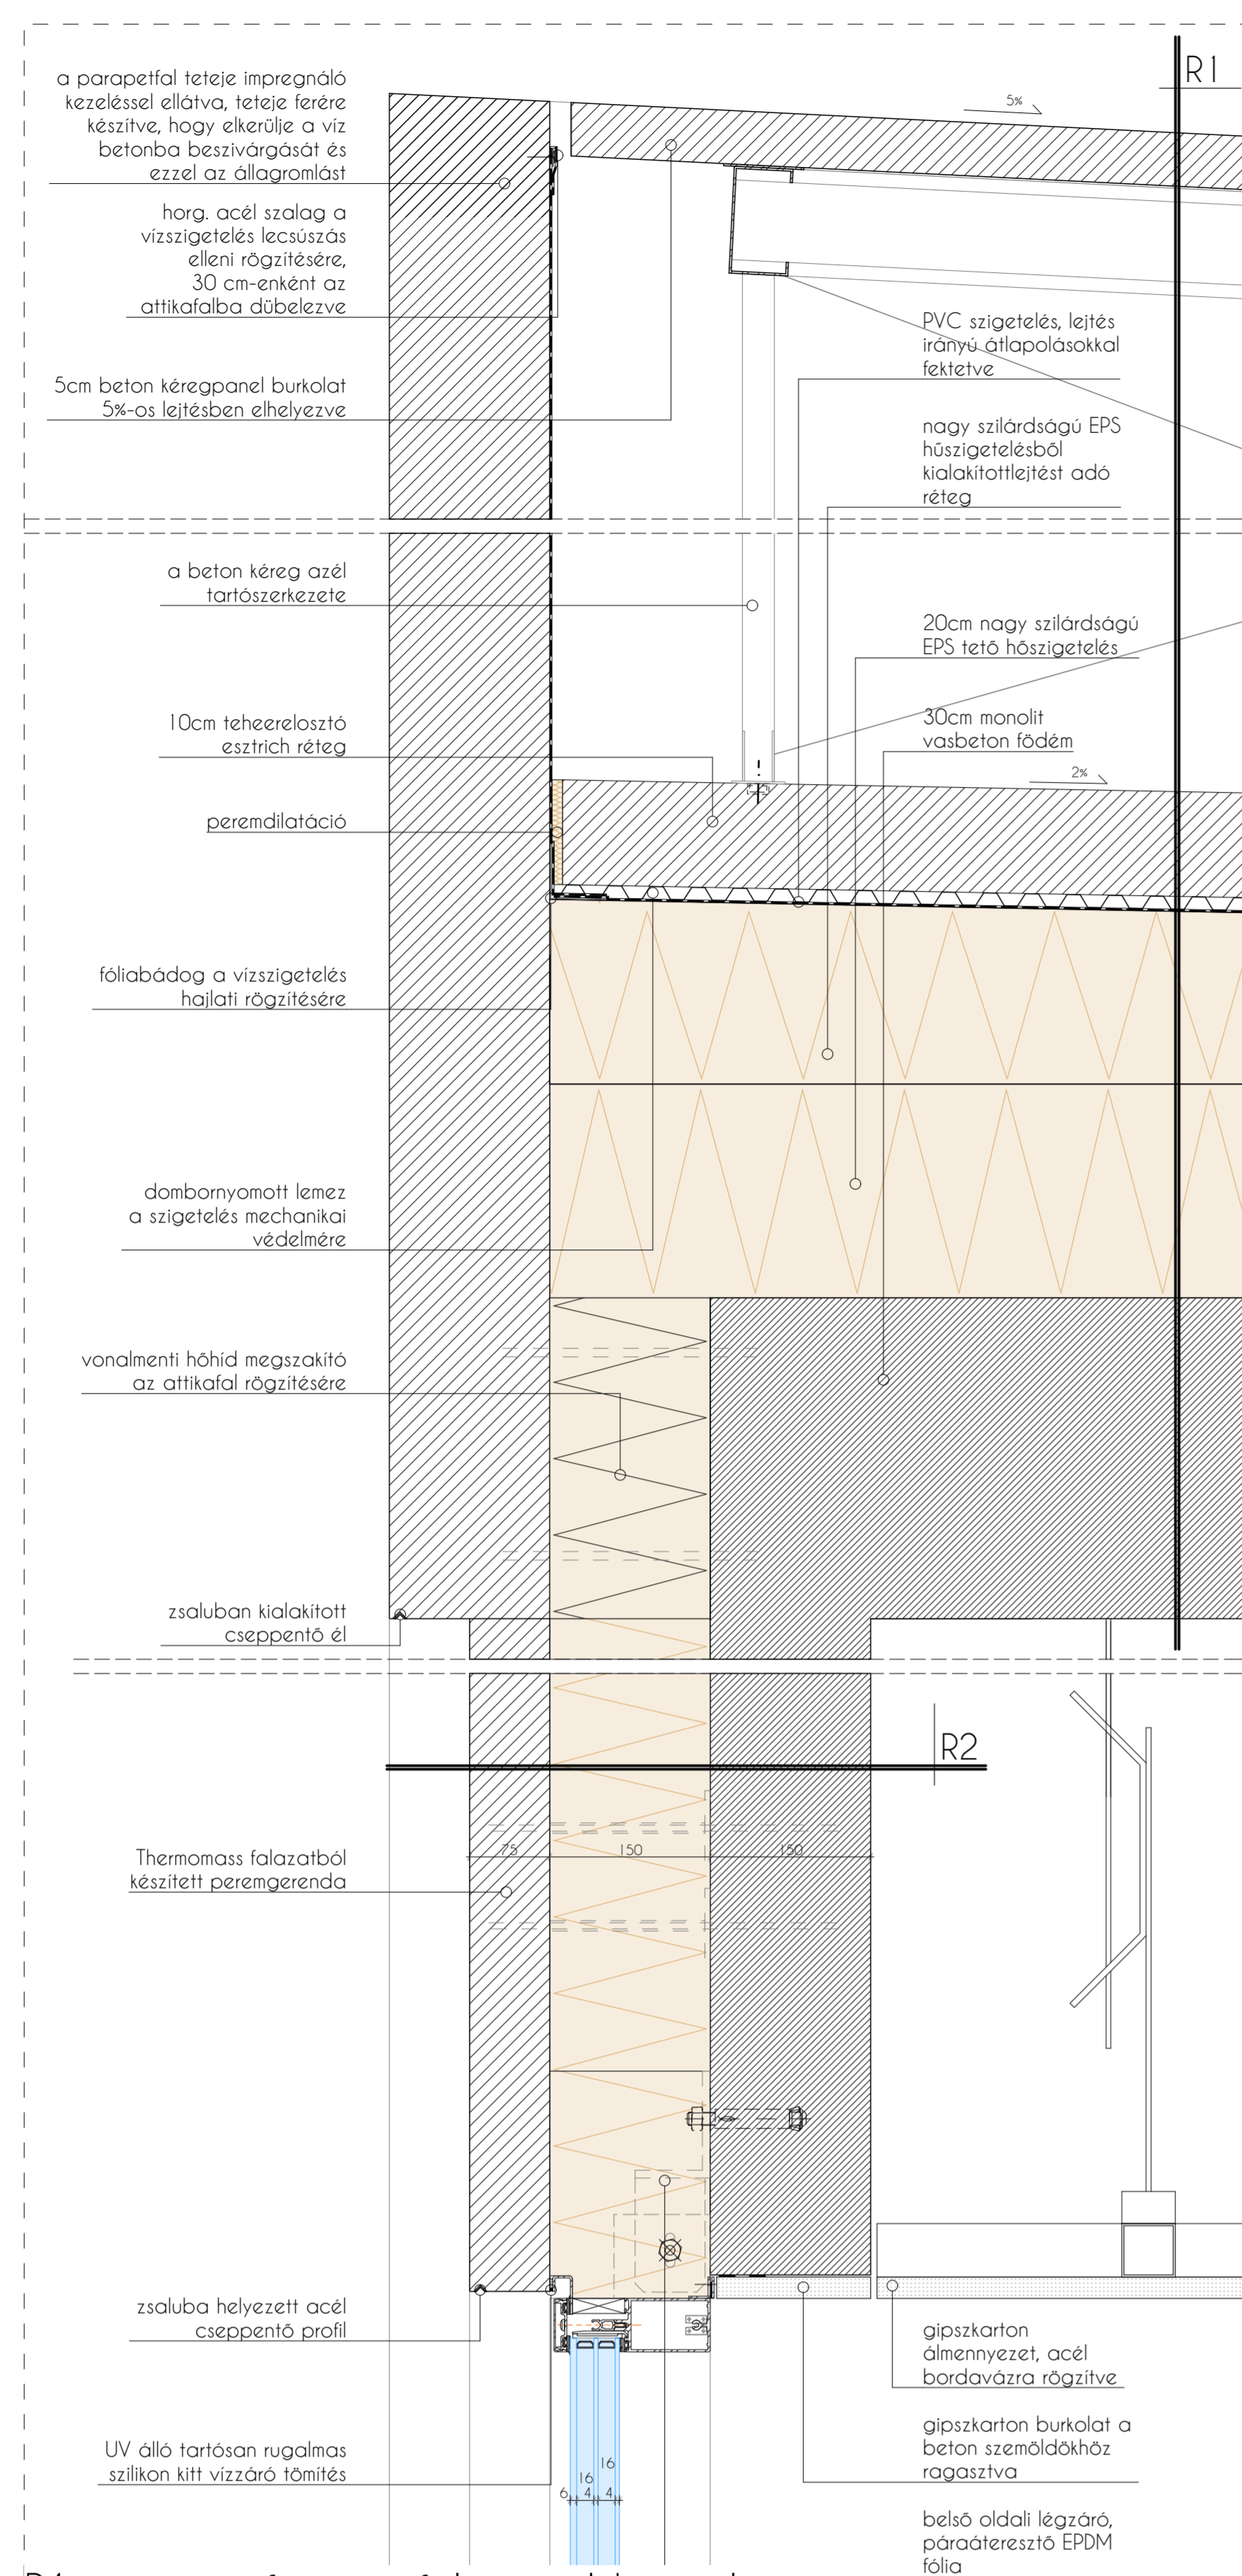 R1
5%
a parapetfal teteje impregnáló
kezeléssel ellátva, teteje ferére
készítve, hogy elkerülje a víz
betonba beszivárgását és
ezzel az állagromlást
horg. acél szalag a
vízszigetelés lecsúszás
elleni rögzítésére,
30 cm-enként az
attikafalba dübelezve
5cm beton kéregpanel burkolat
5%-os lejtésben elhelyezve
PVC szigetelés, lejtés
irányú átlapolásokkal
fektetve
nagy szilárdságú EPS
hűszigetelésből
kialakítottlejtést adó
réteg
a beton kéreg azél
tartószerkezete
20cm nagy szilárdságú
EPS tető hőszigetelés
10cm teheerelosztó
esztrich réteg
30cm monolit
vasbeton födém
2%
peremdilatáció
fóliabádog a vízszigetelés
hajlati rögzítésére
dombornyomott lemez
a szigetelés mechanikai
védelmére
vonalmenti hőhíd megszakító
az attikafal rögzítésére
zsaluban kialakított
cseppentő él
R2
75 150 150
Thermomass falazatból
készített peremgerenda
zsaluba helyezett acél
cseppentő profil
gipszkarton
álmennyezet, acél
bordavázra rögzítve
UV álló tartósan rugalmas
szilikon kitt vízzáró tömítés
gipszkarton burkolat a
beton szemöldökhöz
ragasztva
16
16
6 4 4
belső oldali légzáró,
páraáteresztő EPDM
fólia